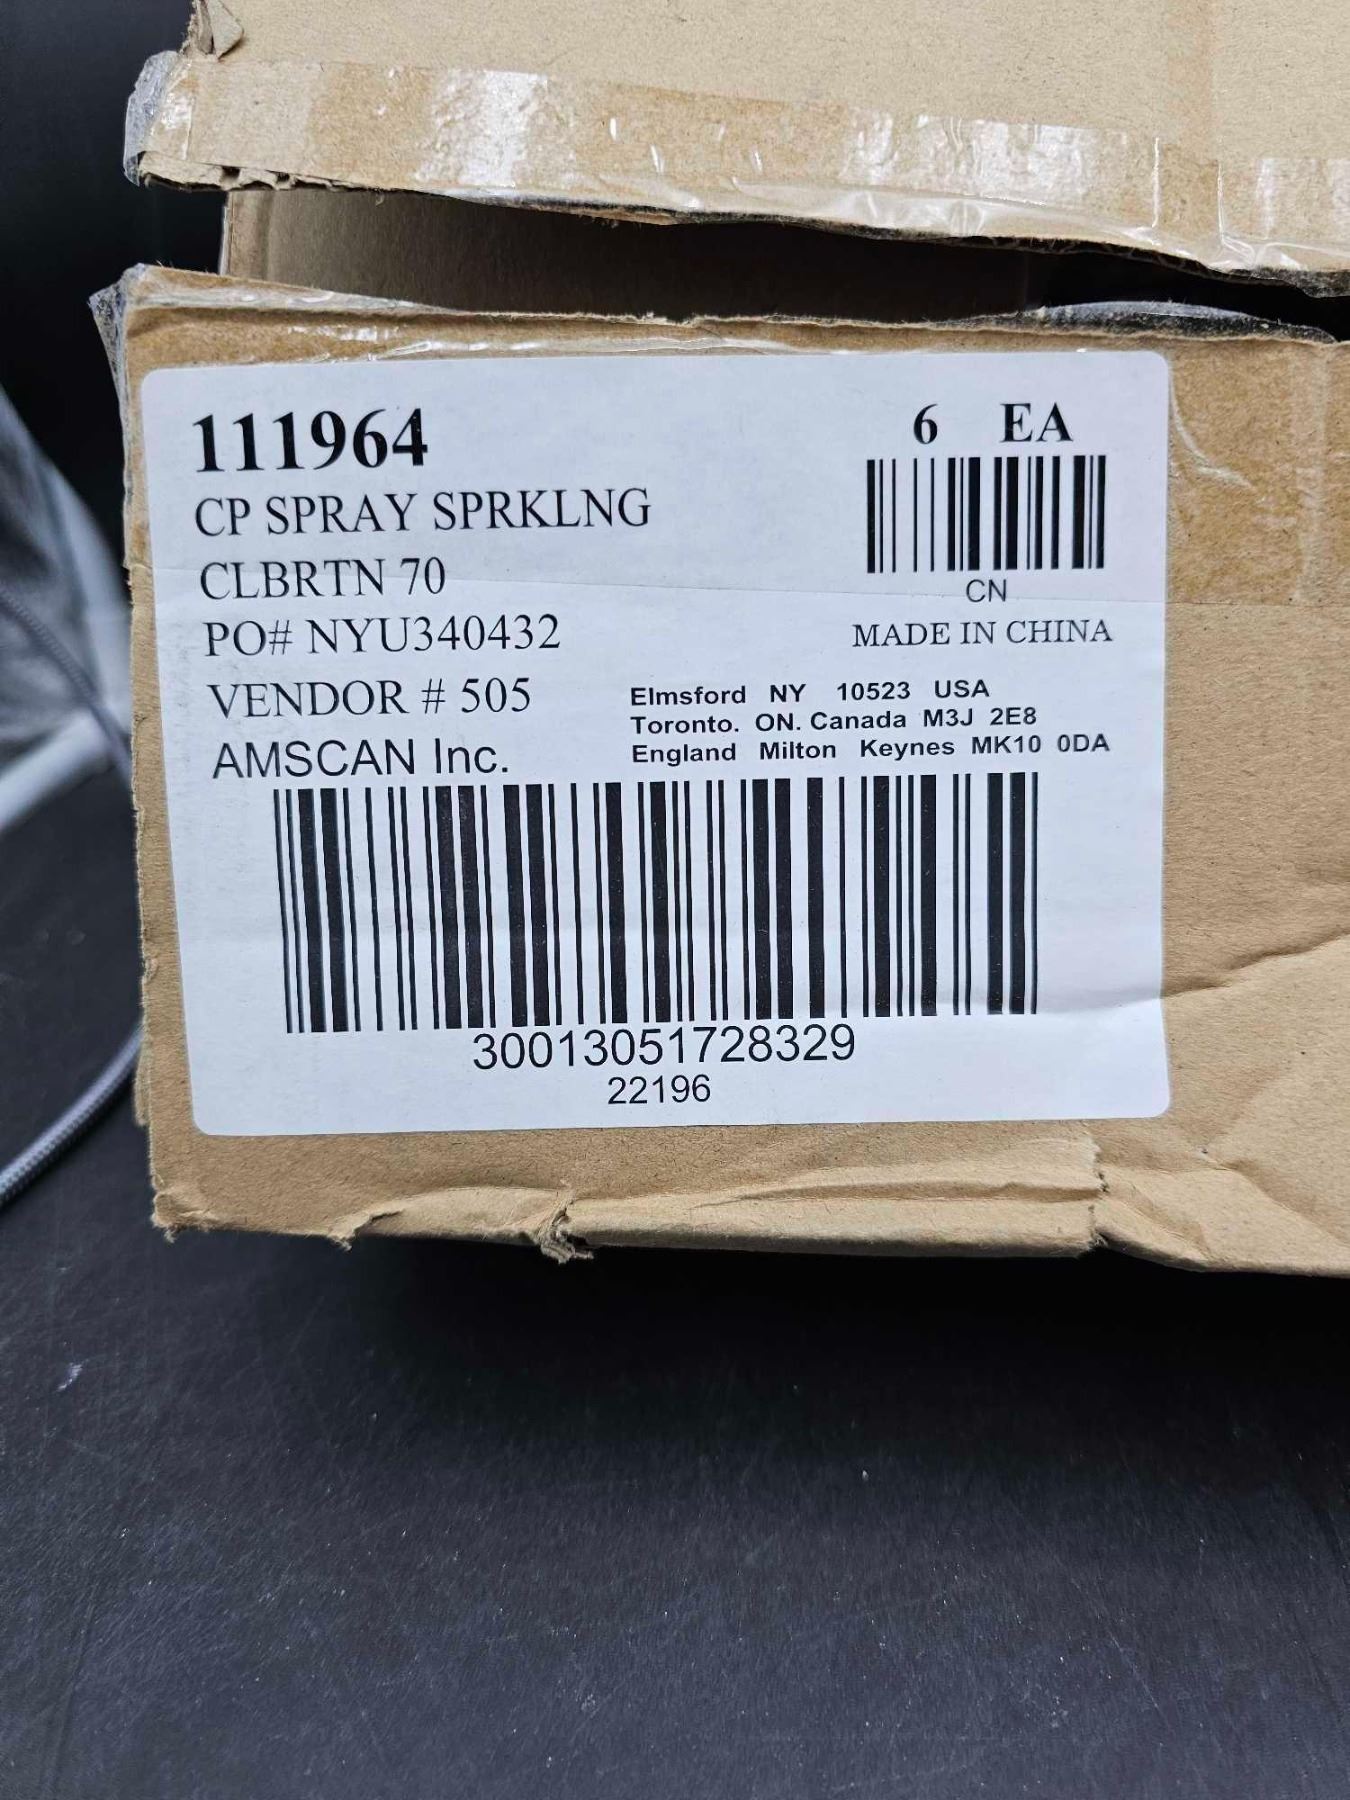 111964
CP SPRAY SPRKLNG
CLBRTN 70
PO# NYU340432
VENDOR # 505
AMSCAN Inc.
6 EA
CN
MADE IN CHINA
Elmsford NY 10523 USA
Toronto. ON. Canada M3J 2E8
England Milton Keynes MK10 0DA
30013051728329
22196